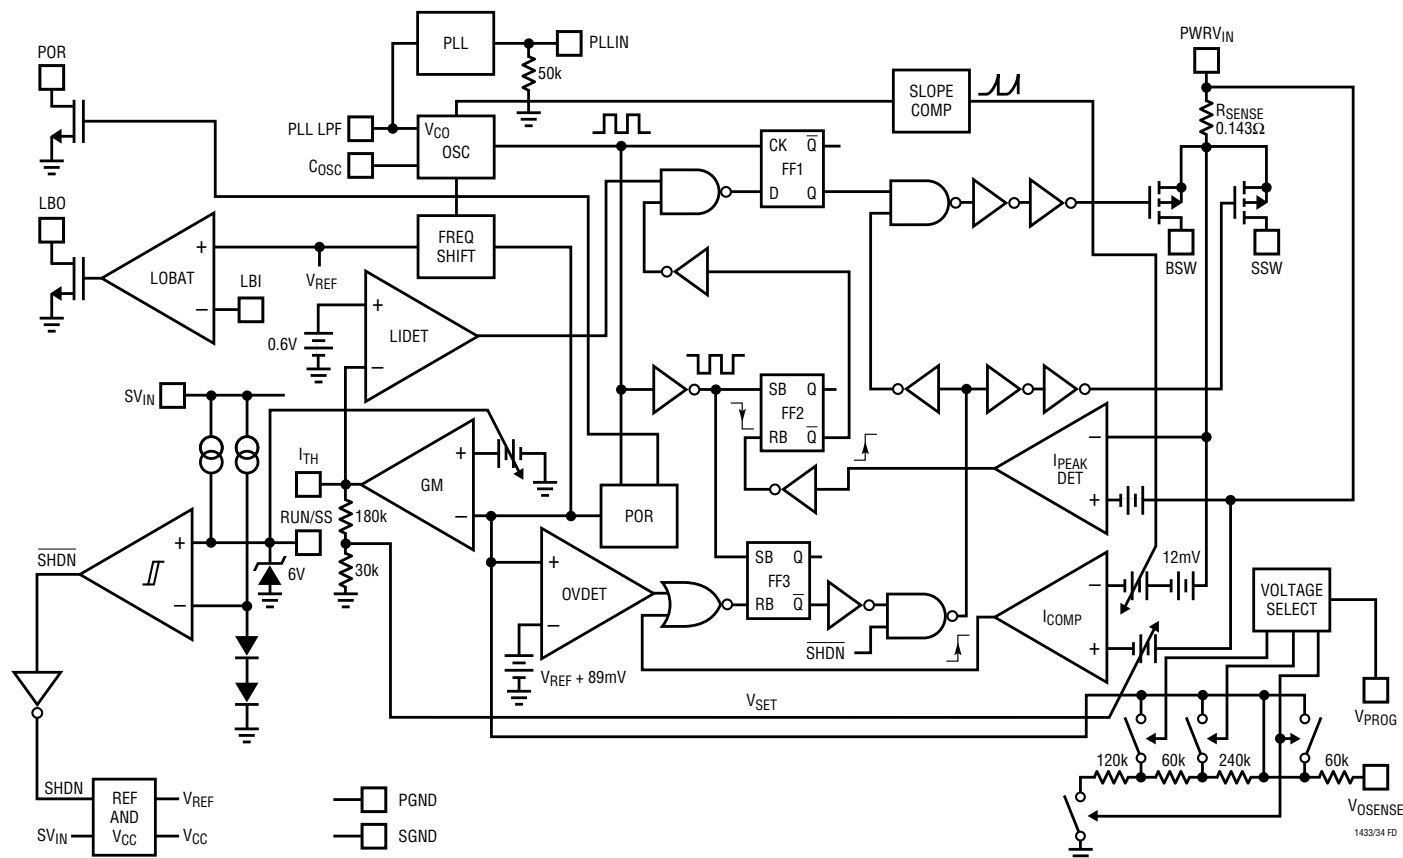 POR
PLL
PLLIN
50k
PWRVIN
RSENSE
0.143Ω
SLOPE
COMP
PLL LPF
VCO
OSC
COSC
CK Q̅
FF1
D Q
LBO
LOBAT
+
−
FREQ
SHIFT
VREF
LBI
BSW
SSW
0.6V
+
LIDET
−
SVIN
SB Q
FF2
RB Q̅
ITH
+
GM
−
180k
−
IPEAK
DET
+
POR
RUN/SS
S̅H̅D̅N̅
+
−
6V
30k
+
OVDET
−
SB Q
FF3
RB Q̅
S̅H̅D̅N̅
12mV
−
ICOMP
+
VOLTAGE
SELECT
VREF + 89mV
VSET
VPROG
120k 60k 240k 60k
VOSENSE
SHDN
REF
AND
VCC
VREF
SVIN
VCC
PGND
SGND
1433/34 FD